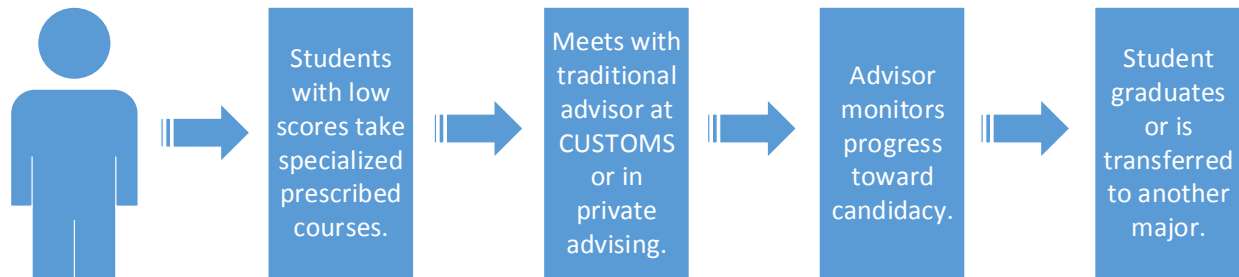 Students
with low
scores take
specialized
prescribed
courses.
Meets with
traditional
advisor at
CUSTOMS
or in
private
advising.
Advisor
monitors
progress
toward
candidacy.
Student
graduates
or is
transferred
to another
major.